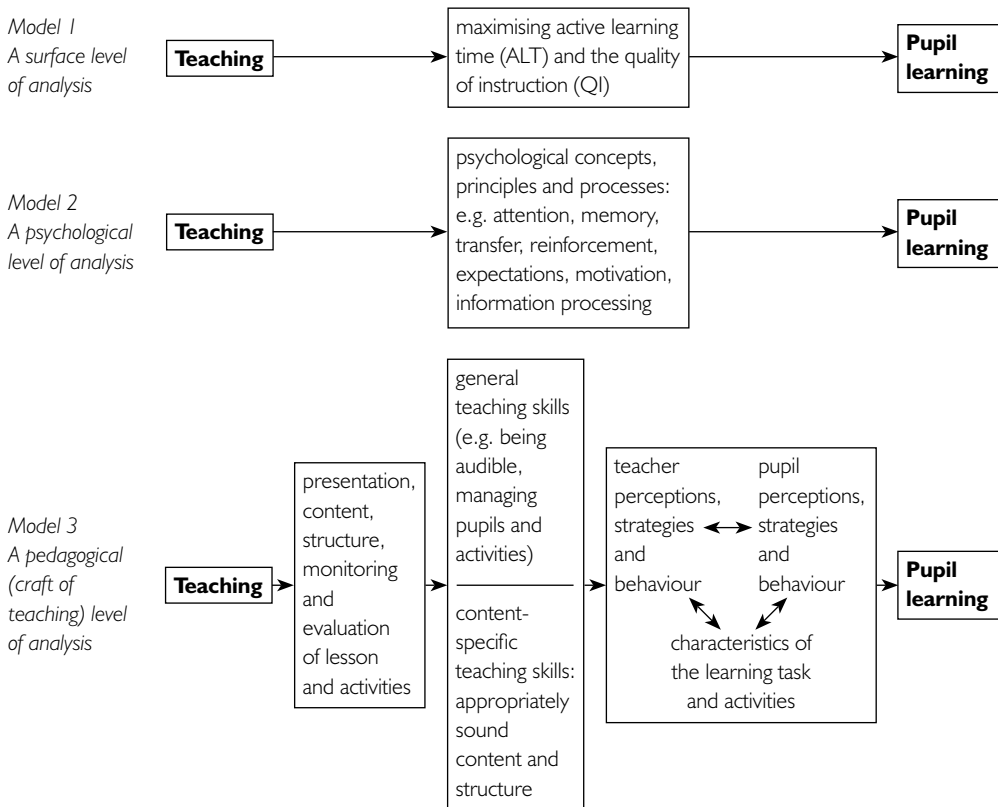 Model 1
A surface level
of analysis
Teaching
maximising active learning
time (ALT) and the quality
of instruction (QI)
Pupil
learning
Model 2
A psychological
level of analysis
Teaching
psychological concepts,
principles and processes:
e.g. attention, memory,
transfer, reinforcement,
expectations, motivation,
information processing
Pupil
learning
Model 3
A pedagogical
(craft of
teaching) level
of analysis
Teaching
presentation,
content,
structure,
monitoring
and
evaluation
of lesson
and activities
general
teaching skills
(e.g. being
audible,
managing
pupils and
activities)
content-
specific
teaching skills:
appropriately
sound
content and
structure
teacher
perceptions,
strategies
and
behaviour
pupil
perceptions,
strategies
and
behaviour
characteristics of
the learning task
and activities
Pupil
learning